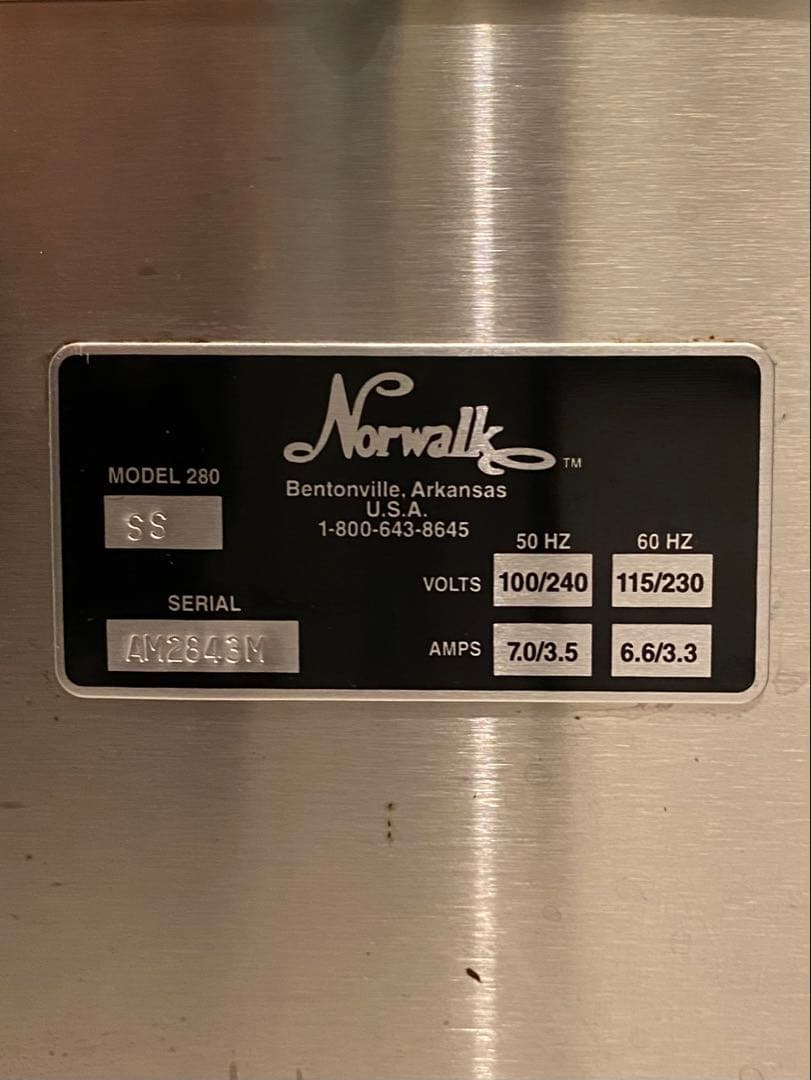 Norwalk™
Bentonville, Arkansas
U.S.A.
1-800-643-8645
MODEL 280
SS
SERIAL
AM2843M
50 HZ 60 HZ
VOLTS 100/240 115/230
AMPS 7.0/3.5 6.6/3.3